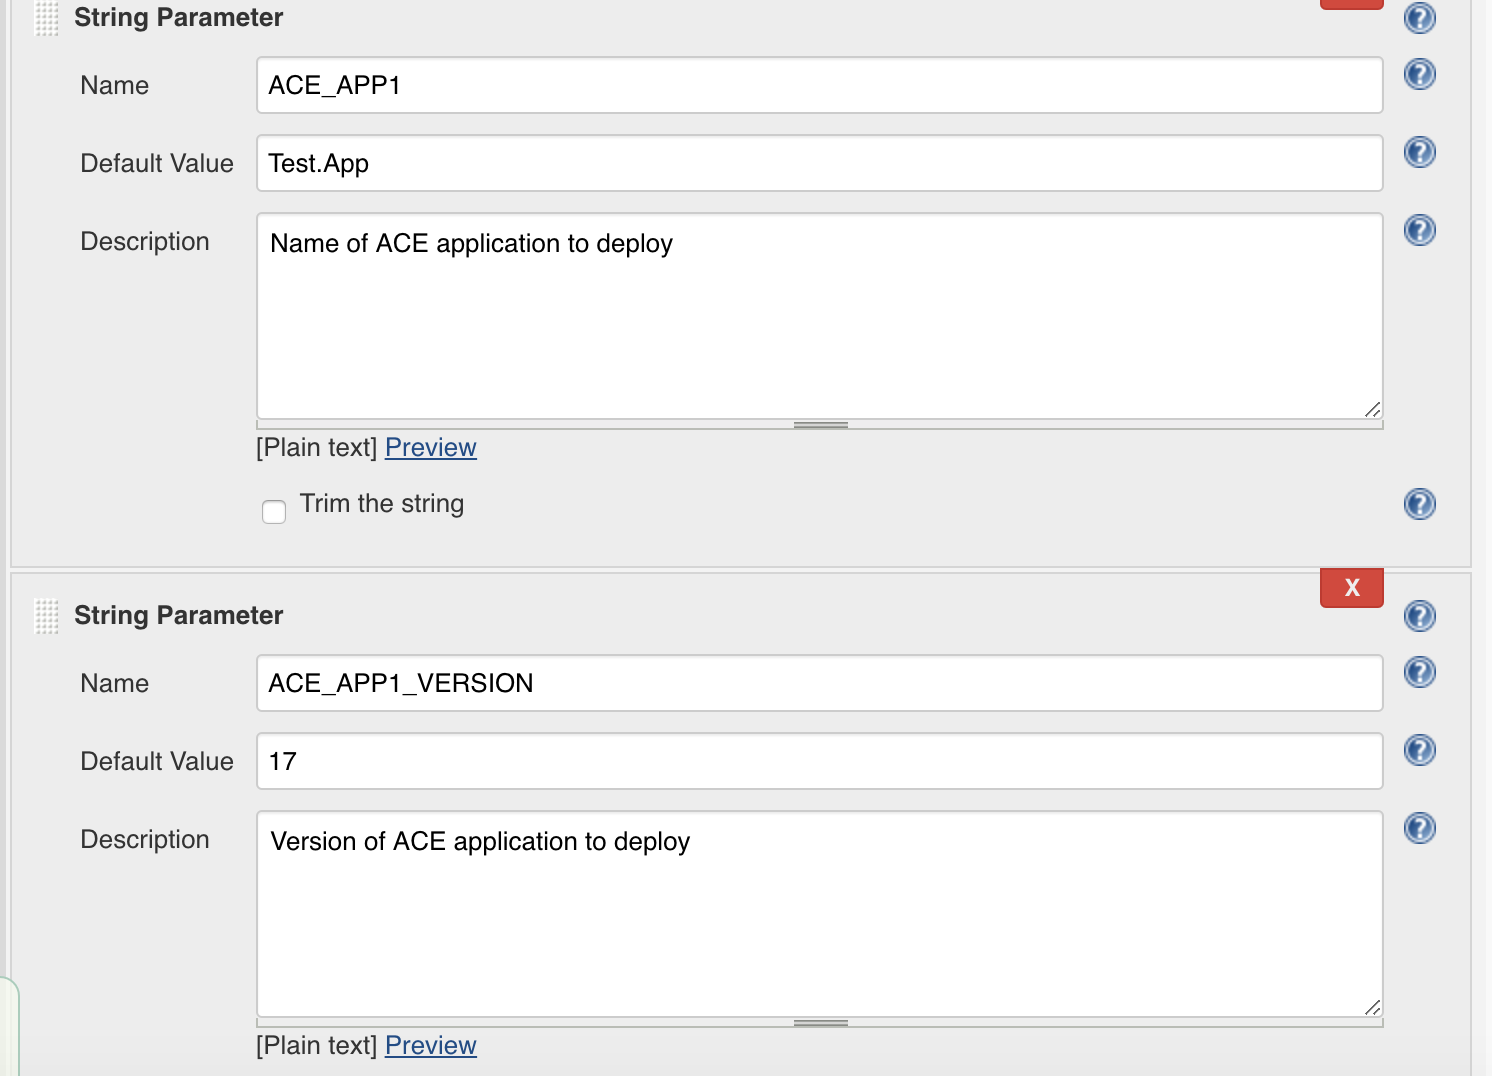 String Parameter
?
Name
ACE_APP1
?
Default Value
Test.App
?
Description
Name of ACE application to deploy
?
[Plain text] Preview
Trim the string
?
X
String Parameter
?
Name
ACE_APP1_VERSION
?
Default Value
17
?
Description
Version of ACE application to deploy
?
[Plain text] Preview